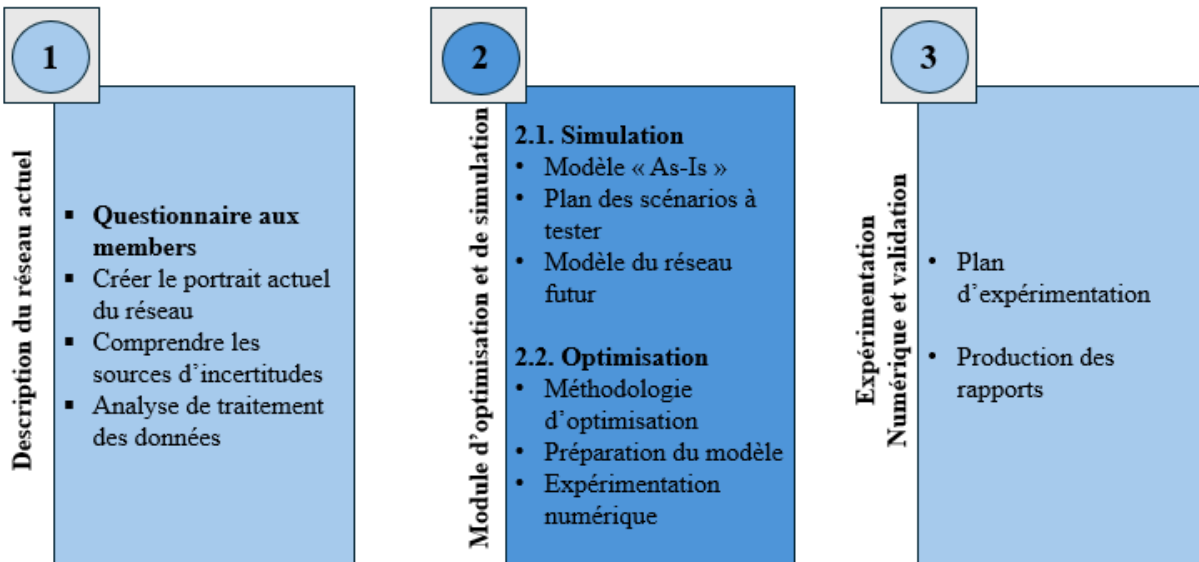 1
Description du réseau actuel
▪ Questionnaire aux
members
▪ Créer le portrait actuel
du réseau
▪ Comprendre les
sources d’incertitudes
▪ Analyse de traitement
des données
2
Module d’optimisation et de simulation
2.1. Simulation
• Modèle « As-Is »
• Plan des scénarios à
tester
• Modèle du réseau
futur
2.2. Optimisation
• Méthodologie
d’optimisation
• Préparation du modèle
• Expérimentation
numérique
3
Expérimentation
Numérique et validation
• Plan
d’expérimentation
• Production des
rapports